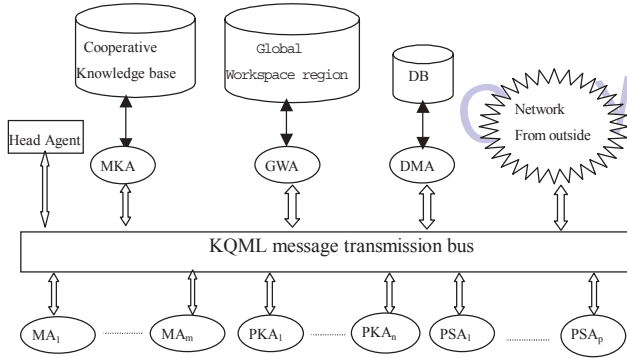 Cooperative
Knowledge base
Global
Workspace region
DB
Network
From outside
Head Agent
MKA
GWA
DMA
KQML message transmission bus
MA₁ ........... MAₘ PKA₁ ........... PKAₙ PSA₁ ........... PSAₚ